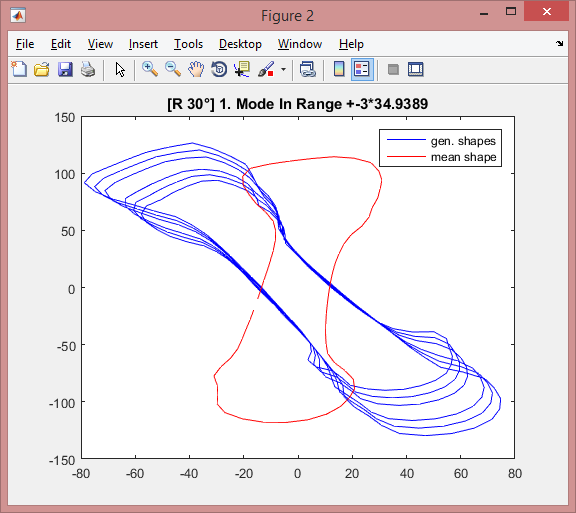 Figure 2
File Edit View Insert Tools Desktop Window Help
[R 30°] 1. Mode In Range +-3*34.9389
gen. shapes
mean shape
150
100
50
0
-50
-100
-150
-80 -60 -40 -20 0 20 40 60 80